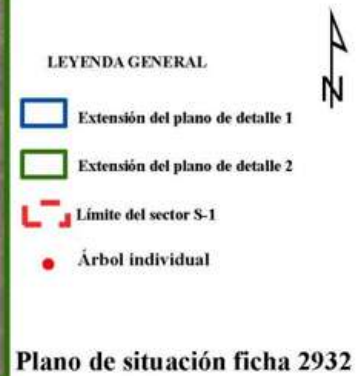 N
LEYENDA GENERAL
Extensión del plano de detalle 1
Extensión del plano de detalle 2
Límite del sector S-1
Árbol individual
Plano de situación ficha 2932